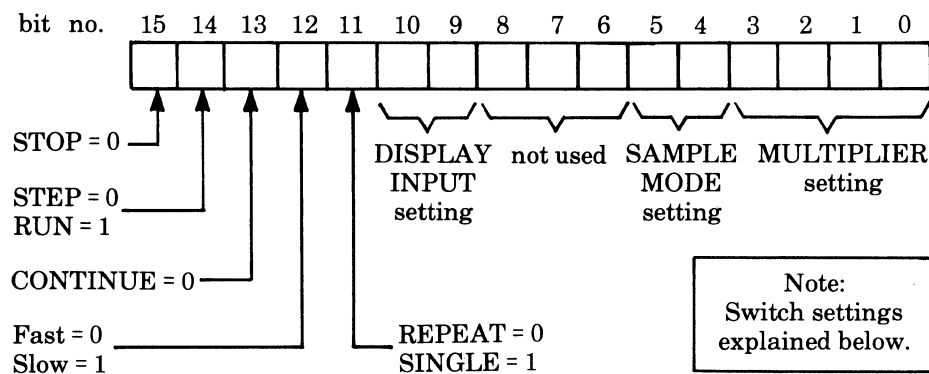 bit no. 15 14 13 12 11 10 9 8 7 6 5 4 3 2 1 0
STOP = 0
STEP = 0
RUN = 1
CONTINUE = 0
Fast = 0
Slow = 1
REPEAT = 0
SINGLE = 1
DISPLAY
INPUT
setting
not used
SAMPLE
MODE
setting
MULTIPLIER
setting
Note:
Switch settings
explained below.